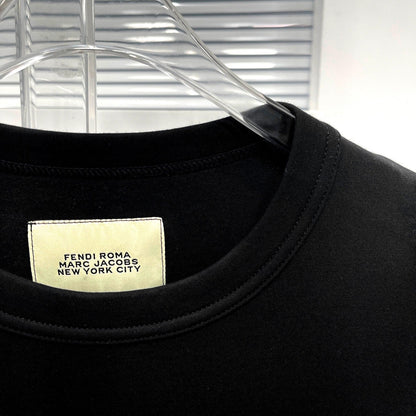 FENDI ROMA
MARC JACOBS
NEW YORK CITY